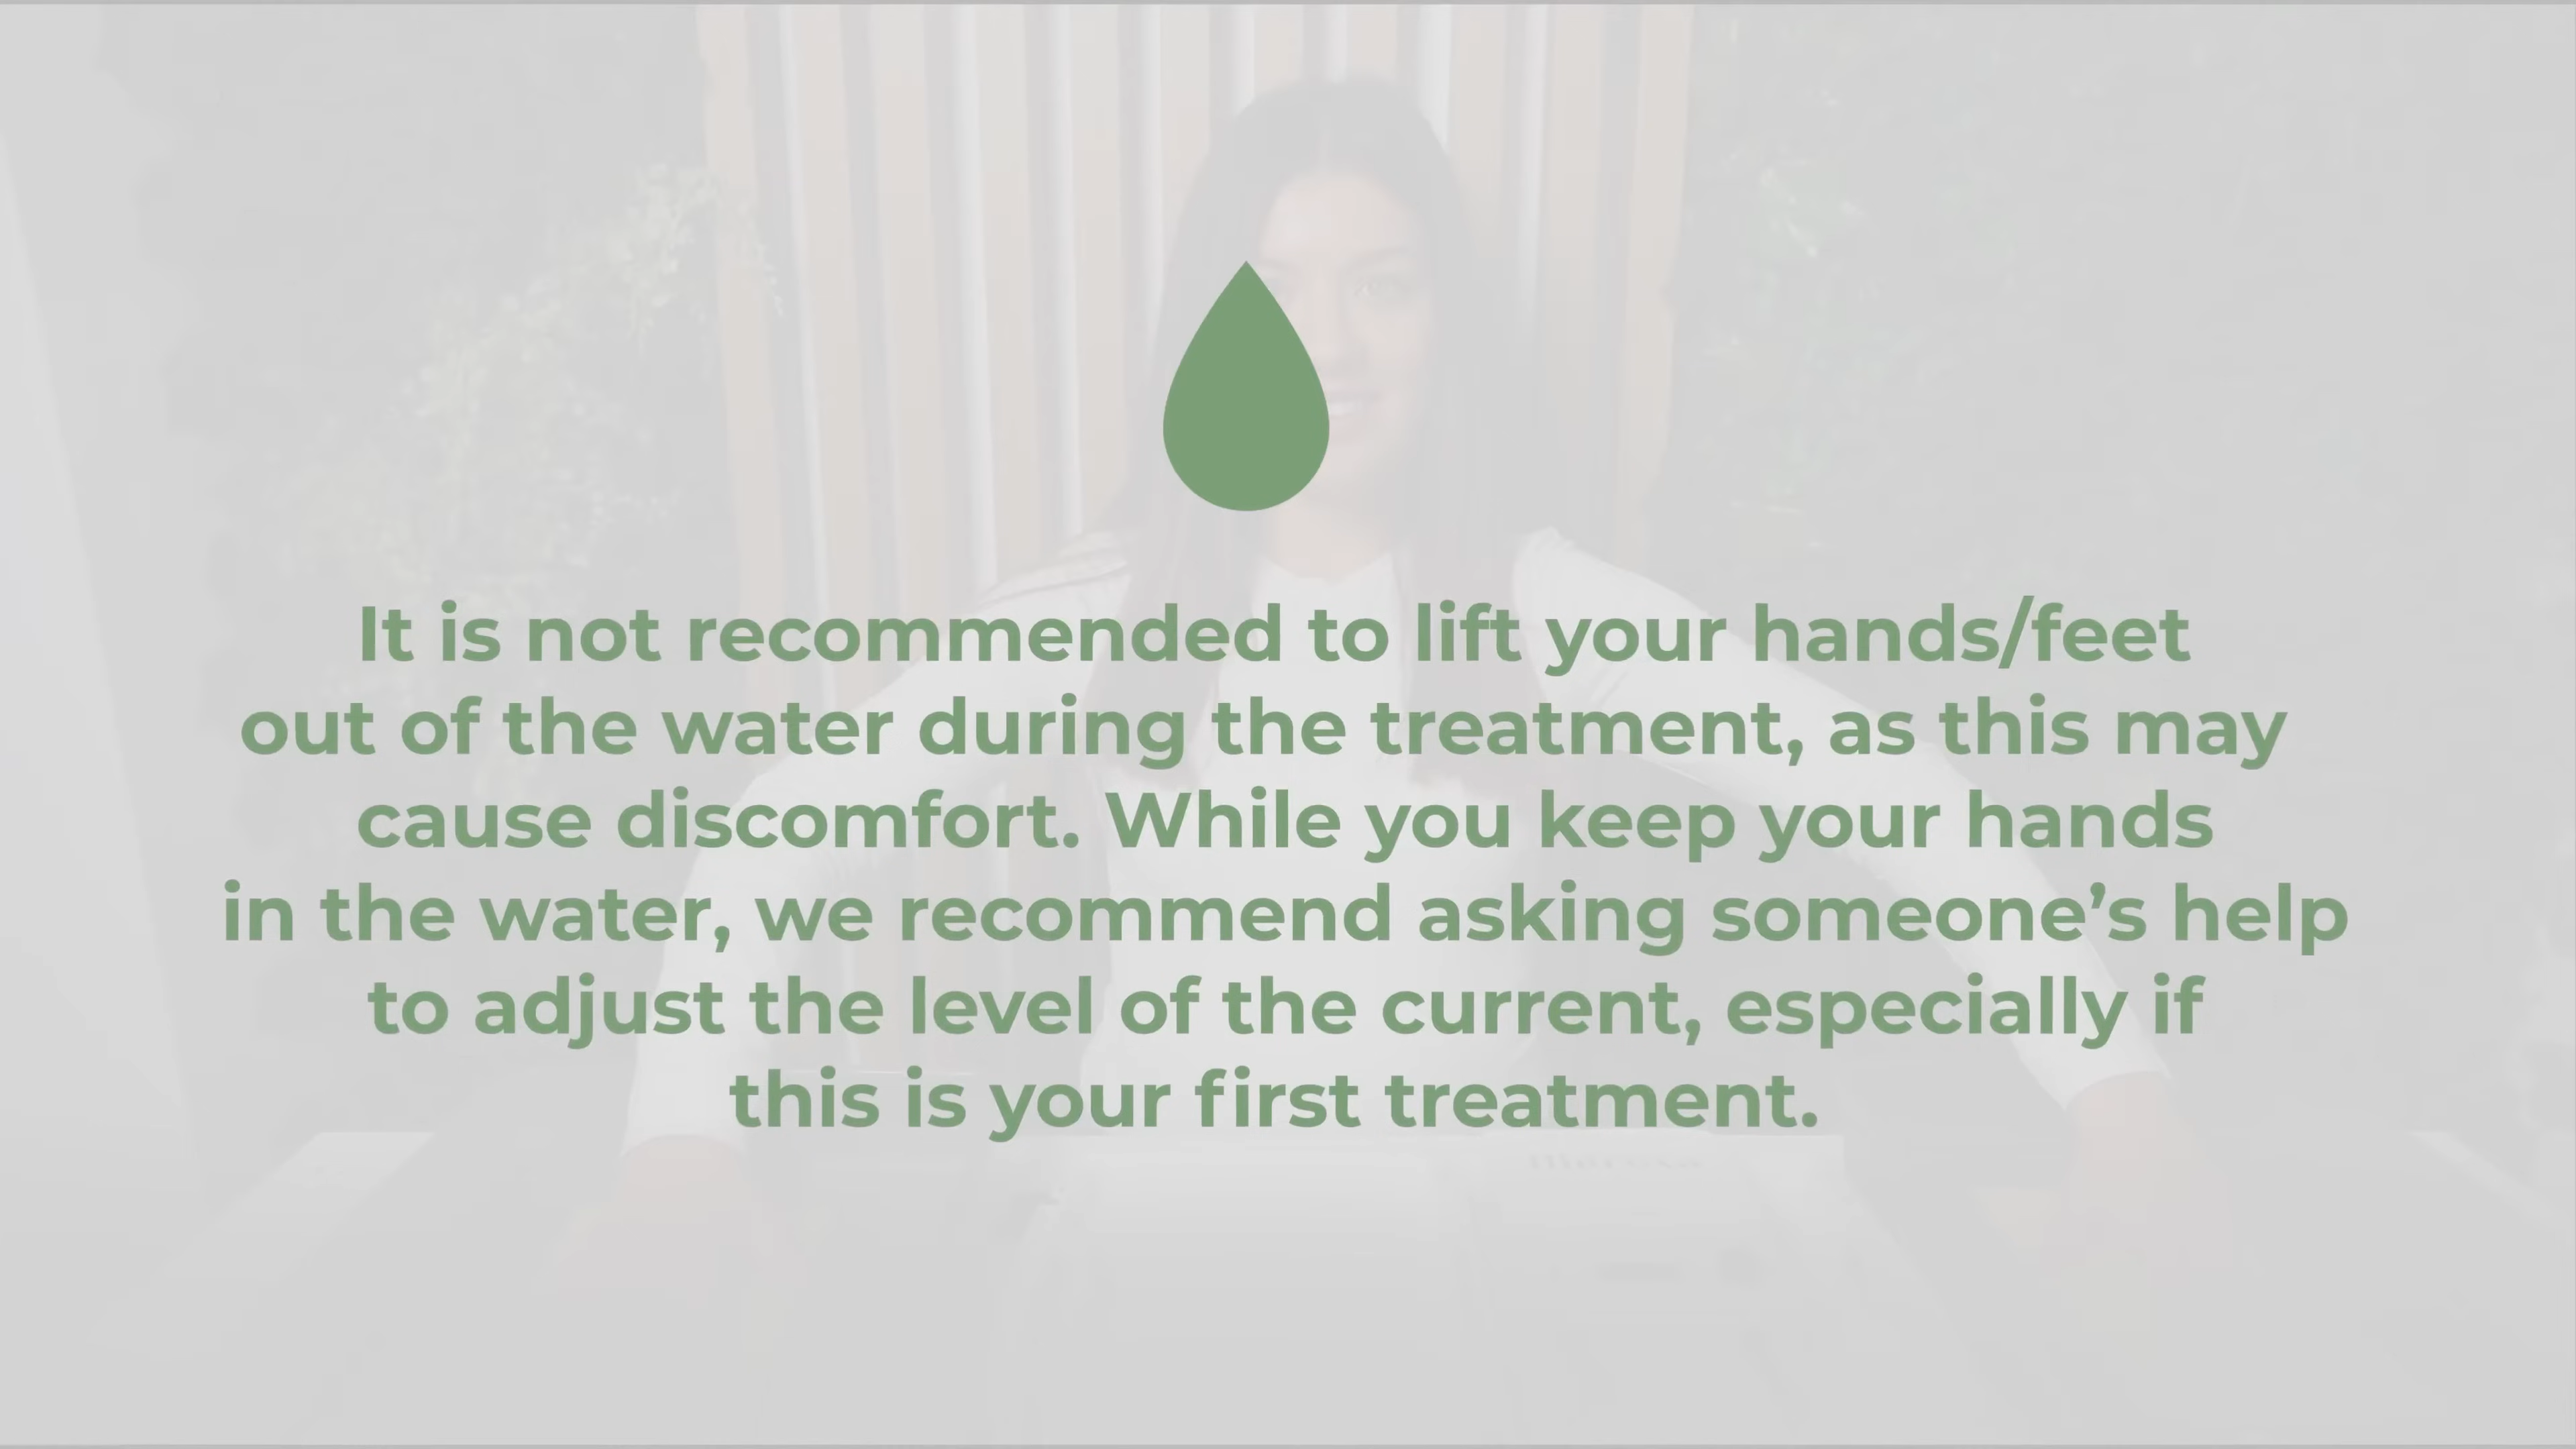 It is not recommended to lift your hands/feet
out of the water during the treatment, as this may
cause discomfort. While you keep your hands
in the water, we recommend asking someone’s help
to adjust the level of the current, especially if
this is your first treatment.